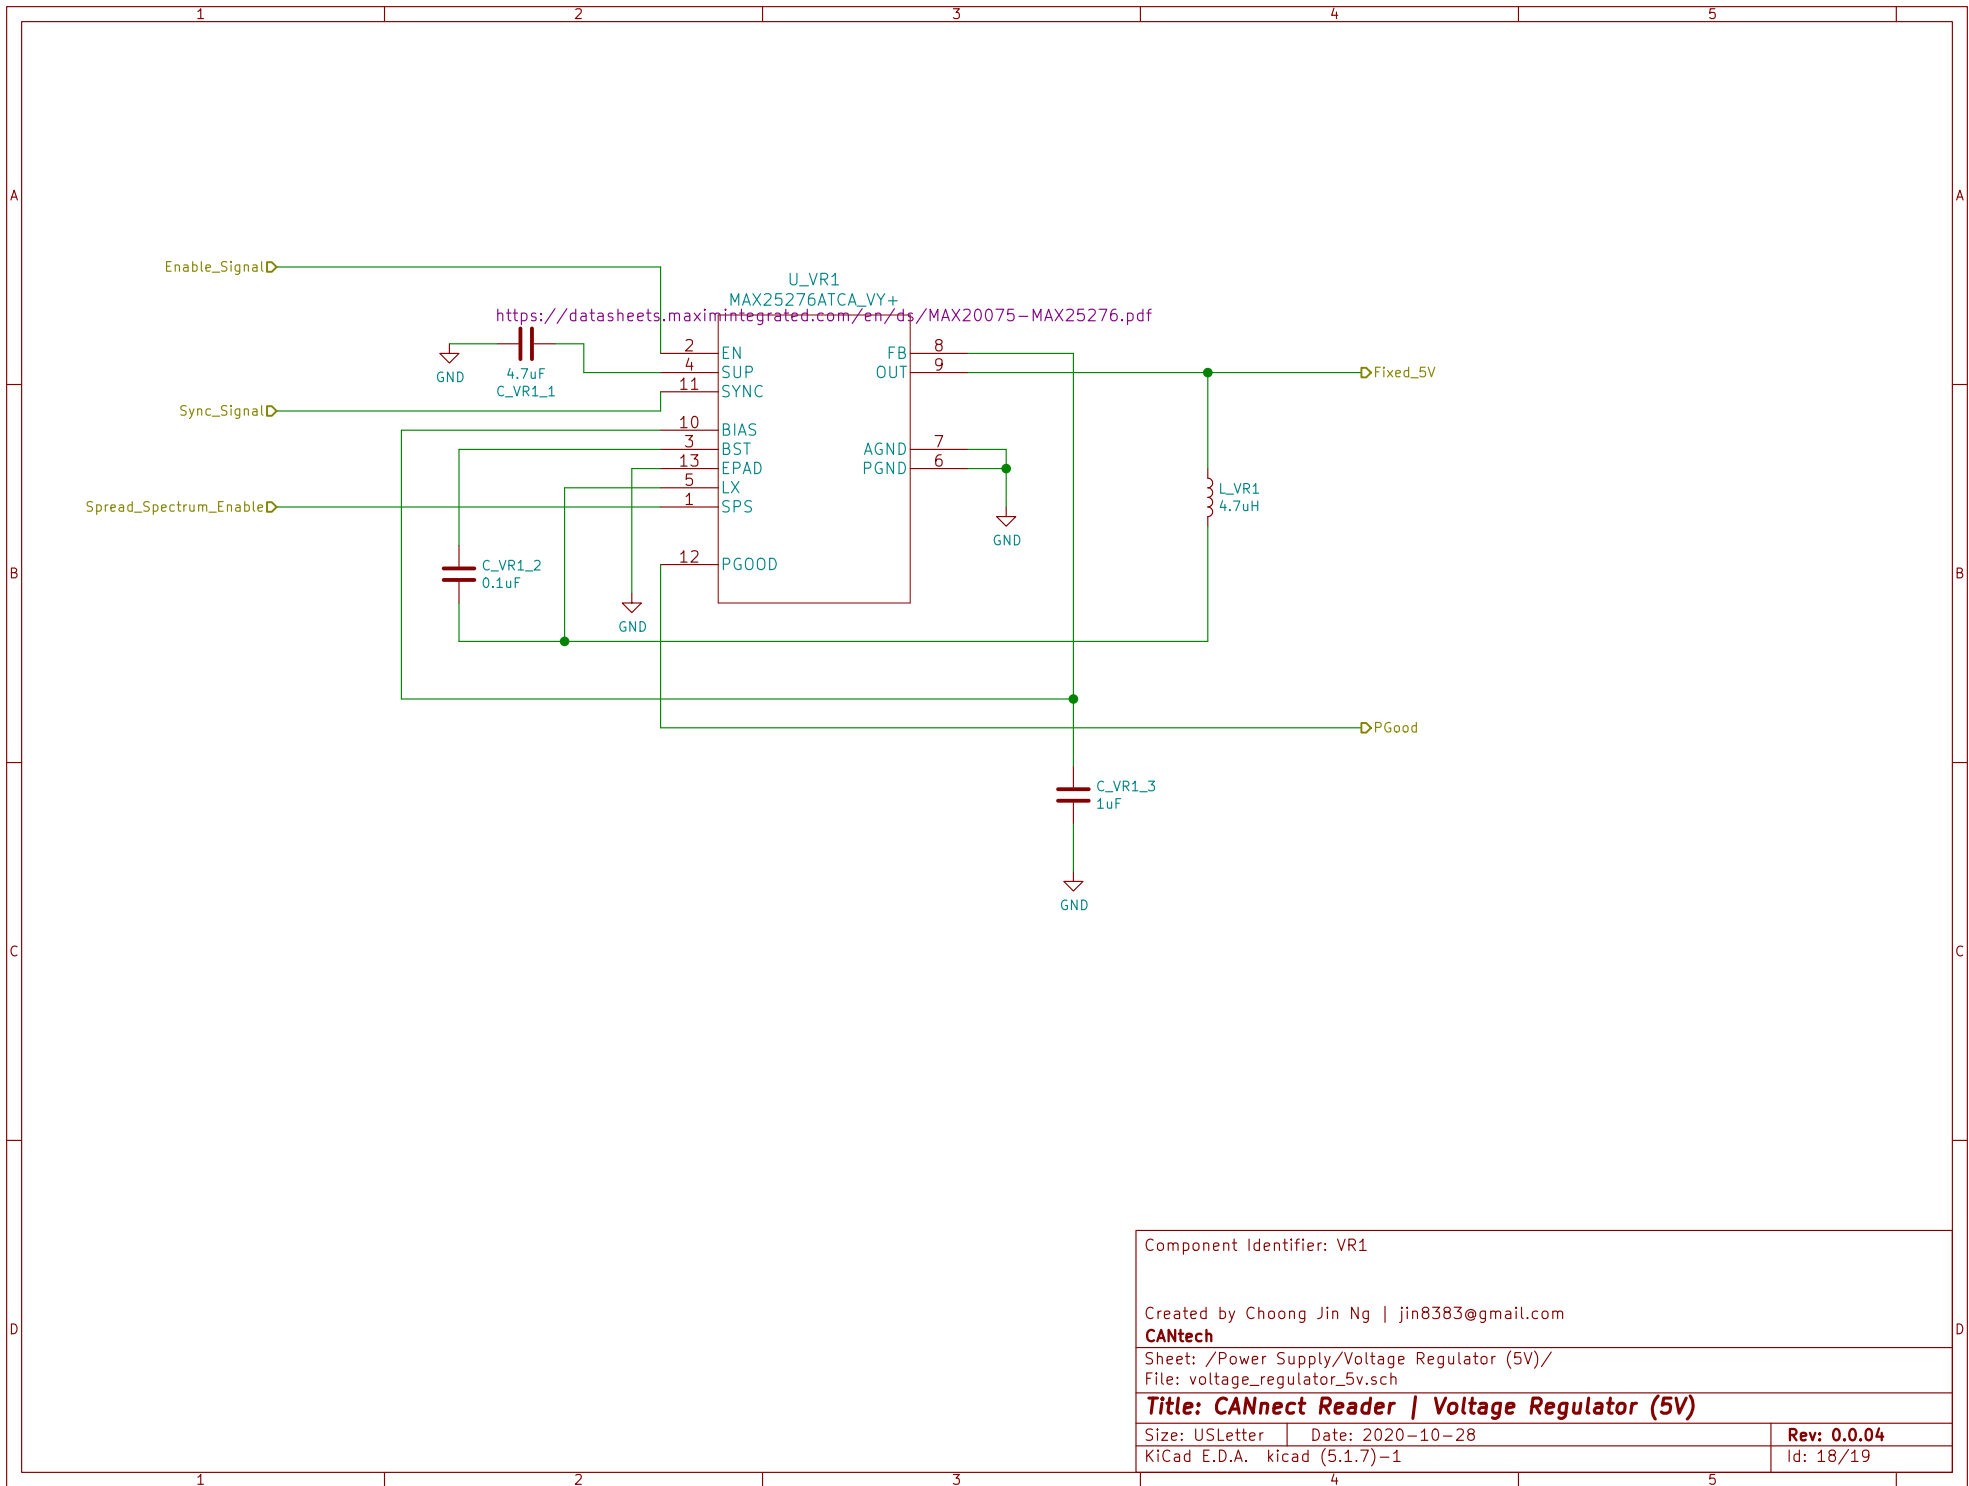 1 2 3 4 5
A A
Enable_Signal
U_VR1
MAX25276ATCA_VY+
https://datasheets.maximintegrated.com/en/ds/MAX20075-MAX25276.pdf
GND
4.7uF
C_VR1_1
2 EN
4 SUP
11 SYNC
Sync_Signal
10 BIAS
3 BST
13 EPAD
5 LX
1 SPS
Spread_Spectrum_Enable
12 PGOOD
FB 8
OUT 9
Fixed_5V
AGND 7
PGND 6
GND
L_VR1
4.7uH
B B
C_VR1_2
0.1uF
GND
PGood
C_VR1_3
1uF
GND
C C
Component Identifier: VR1
Created by Choong Jin Ng | jin8383@gmail.com
D D
CANtech
Sheet: /Power Supply/Voltage Regulator (5V)/
File: voltage_regulator_5v.sch
Title: CANnect Reader | Voltage Regulator (5V)
Size: USLetter Date: 2020-10-28 Rev: 0.0.04
KiCad E.D.A. kicad (5.1.7)-1 Id: 18/19
1 2 3 4 5